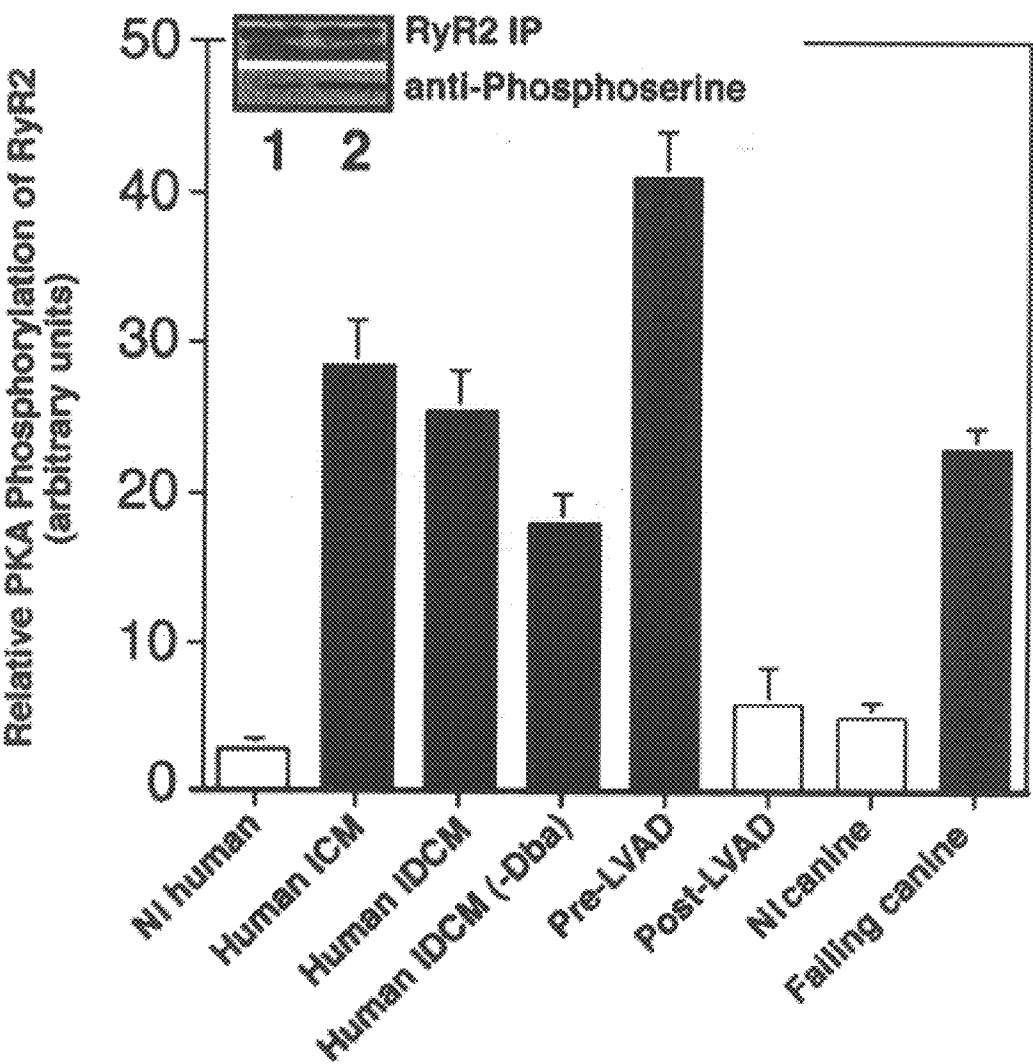 Relative PKA Phosphorylation of RyR2
(arbitrary units)
50
40
30
20
10
0
RyR2 IP
anti-Phosphoserine
1 2
Nl human
Human ICM
Human IDCM
Human IDCM (-Dba)
Pre-LVAD
Post-LVAD
Nl canine
Failing canine